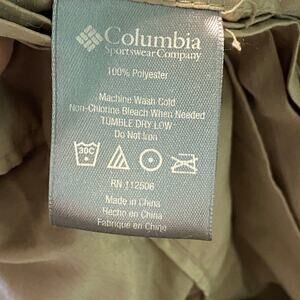 Columbia
Sportswear Company
100% Polyester
Machine Wash Cold
Non-Chlorine Bleach When Needed
TUMBLE DRY LOW
Do Not Iron
30C
RN 112506
Made in China
Hecho en China
Fabriqué en Chine